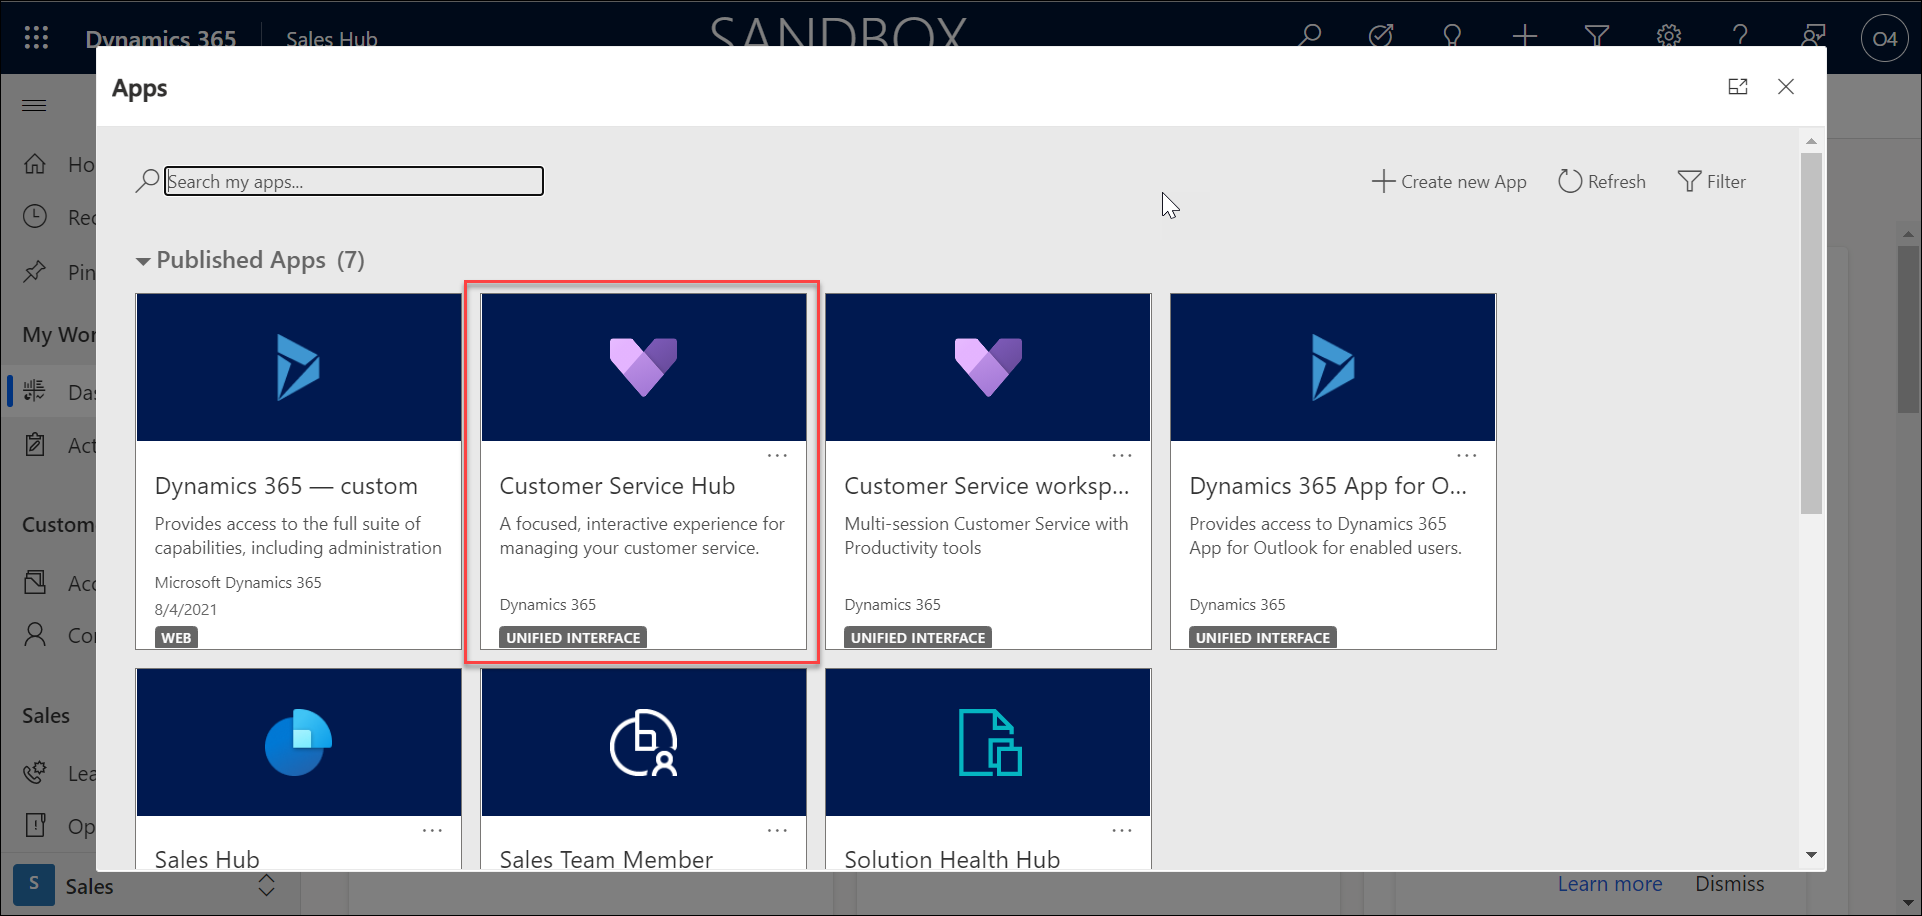 Dynamics 365
Sales Hub
SANDBOX
O4
Apps
Search my apps...
Create new App
Refresh
Filter
Published Apps (7)
Dynamics 365 — custom
Provides access to the full suite of
capabilities, including administration
Microsoft Dynamics 365
8/4/2021
WEB
Customer Service Hub
A focused, interactive experience for
managing your customer service.
Dynamics 365
UNIFIED INTERFACE
Customer Service worksp...
Multi-session Customer Service with
Productivity tools
Dynamics 365
UNIFIED INTERFACE
Dynamics 365 App for O...
Provides access to Dynamics 365
App for Outlook for enabled users.
Dynamics 365
UNIFIED INTERFACE
Sales Hub
Sales Team Member
Solution Health Hub
Ho
Rec
Pin
My Wor
Das
Act
Custom
Acc
Con
Sales
Lea
Op
S
Sales
Learn more
Dismiss